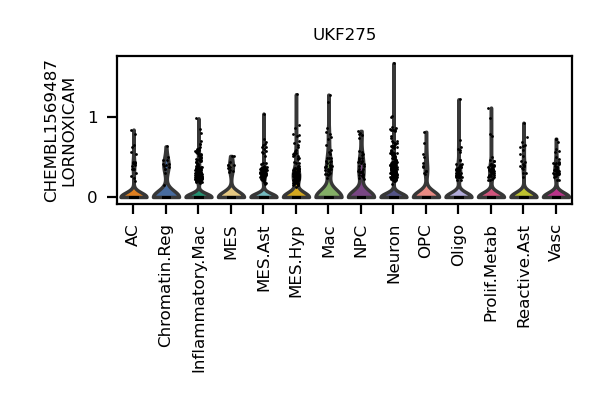 UKF275
CHEMBL1569487
LORNOXICAM
1
0
AC
Chromatin.Reg
Inflammatory.Mac
MES
MES.Ast
MES.Hyp
Mac
NPC
Neuron
OPC
Oligo
Prolif.Metab
Reactive.Ast
Vasc